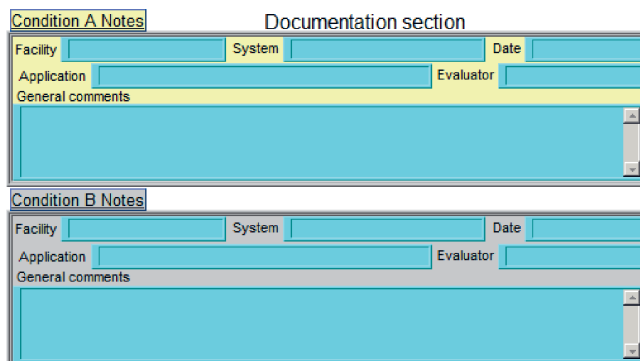 Condition A Notes Documentation section
Facility System Date
Application Evaluator
General comments
Condition B Notes
Facility System Date
Application Evaluator
General comments